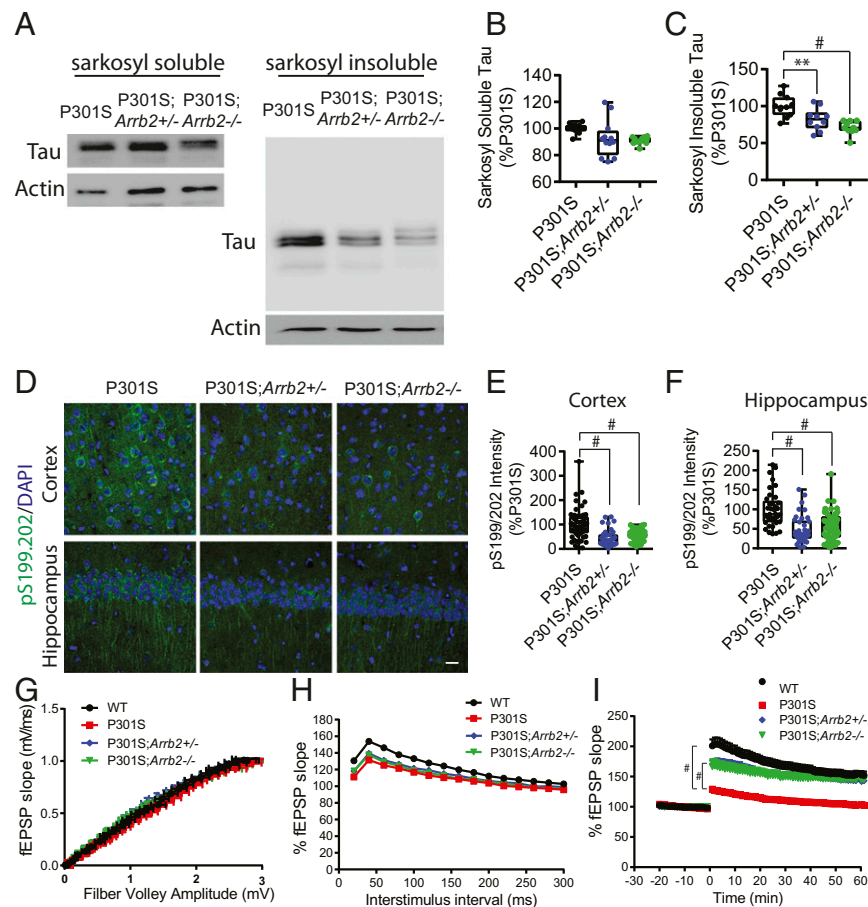 A
sarkosyl soluble
P301S
P301S;
Arrb2+/-
P301S;
Arrb2-/-
Tau
Actin
sarkosyl insoluble
P301S
P301S;
Arrb2+/-
P301S;
Arrb2-/-
Tau
Actin
B
Sarkosyl Soluble Tau
(%P301S)
140
120
100
80
60
P301S
P301S;Arrb2+/-
P301S;Arrb2-/-
C
Sarkosyl Insoluble Tau
(%P301S)
#
**
150
100
50
0
P301S
P301S;Arrb2+/-
P301S;Arrb2-/-
D
P301S
P301S;Arrb2+/-
P301S;Arrb2-/-
pS199.202/DAPI
Cortex
Hippocampus
E
Cortex
pS199/202 Intensity
(%P301S)
#
#
400
300
200
100
0
P301S
P301S;Arrb2+/-
P301S;Arrb2-/-
F
Hippocampus
pS199/202 Intensity
(%P301S)
#
#
250
200
150
100
50
0
P301S
P301S;Arrb2+/-
P301S;Arrb2-/-
G
WT
P301S
P301S;Arrb2+/-
P301S;Arrb2-/-
fEPSP slope (mV/ms)
1.5
1.0
0.5
0.0
0 1 2 3
Fiber Volley Amplitude (mV)
H
WT
P301S
P301S;Arrb2+/-
P301S;Arrb2-/-
% fEPSP slope
180
160
140
120
100
80
60
40
20
0
0 50 100 150 200 250 300
Interstimulus interval (ms)
I
WT
P301S
P301S;Arrb2+/-
P301S;Arrb2-/-
% fEPSP slope
250
200
150
100
50
0
# #
-30 -20 -10 0 10 20 30 40 50 60
Time (min)